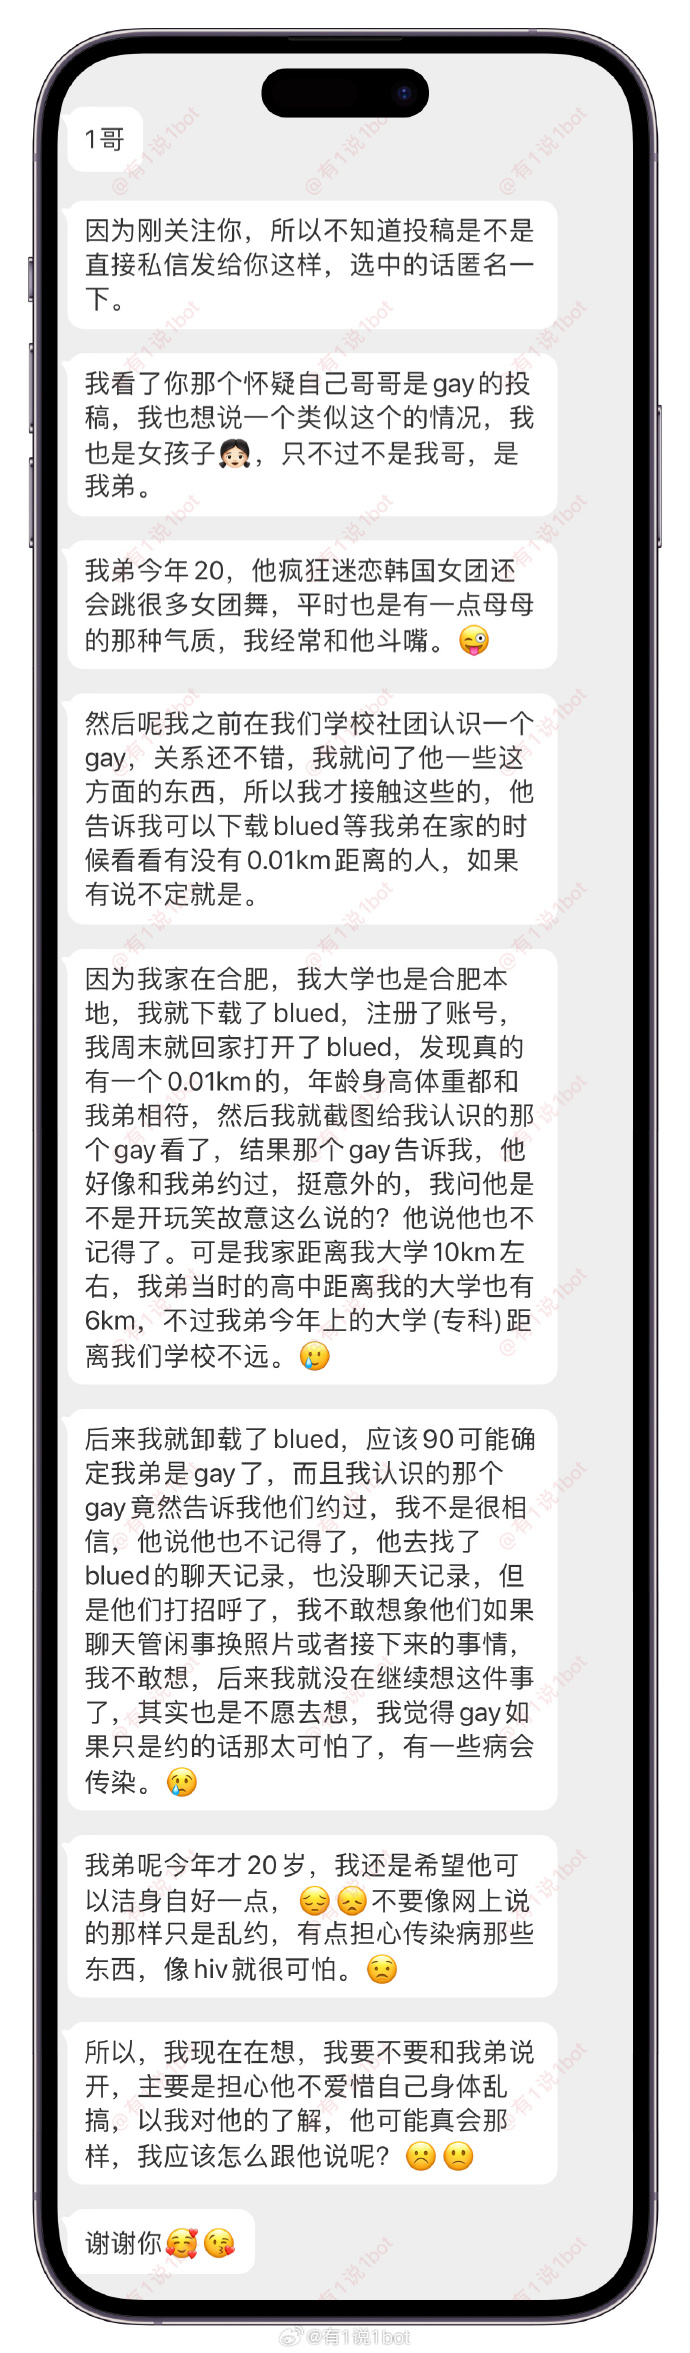 1哥
因为刚关注你，所以不知道投稿是不是
直接私信发给你这样，选中的话匿名一
下。
我看了你那个怀疑自己哥哥是gay的投
稿，我也想说一个类似这个的情况，我
也是女孩子👧🏻，只不过不是我哥，是
我弟。
我弟今年20，他疯狂迷恋韩国女团还
会跳很多女团舞，平时也是有一点母母
的那种气质，我经常和他斗嘴。😜
然后呢我之前在我们学校社团认识一个
gay，关系还不错，我就问了他一些这
方面的东西，所以我才接触这些的，他
告诉我可以下载blued等我弟在家的时
候看看有没有0.01km距离的人，如果
有说不定就是。
因为我家在合肥，我大学也是合肥本
地，我就下载了blued，注册了账号，
我周末就回家打开了blued，发现真的
有一个0.01km的，年龄身高体重都和
我弟相符，然后我就截图给我认识的那
个gay看了，结果那个gay告诉我，他
好像和我弟约过，挺意外的，我问他是
不是开玩笑故意这么说的？他说他也不
记得了。可是我家距离我大学10km左
右，我弟当时的高中距离我的大学也有
6km，不过我弟今年上的大学(专科)距
离我们学校不远。🥲
后来我就卸载了blued，应该90可能确
定我弟是gay了，而且我认识的那个
gay竟然告诉我他们约过，我不是很相
信，他说他也不记得了，他去找了
blued的聊天记录，也没聊天记录，但
是他们打招呼了，我不敢想象他们如果
聊天管闲事换照片或者接下来的事情，
我不敢想，后来我就没在继续想这件事
了，其实也是不愿去想，我觉得gay如
果只是约的话那太可怕了，有一些病会
传染。😢
我弟呢今年才20岁，我还是希望他可
以洁身自好一点，😔😞不要像网上说
的那样只是乱约，有点担心传染病那些
东西，像hiv就很可怕。😟
所以，我现在在想，我要不要和我弟说
开，主要是担心他不爱惜自己身体乱
搞，以我对他的了解，他可能真会那
样，我应该怎么跟他说呢？☹️🙁
谢谢你🥰😘
@有1说1bot